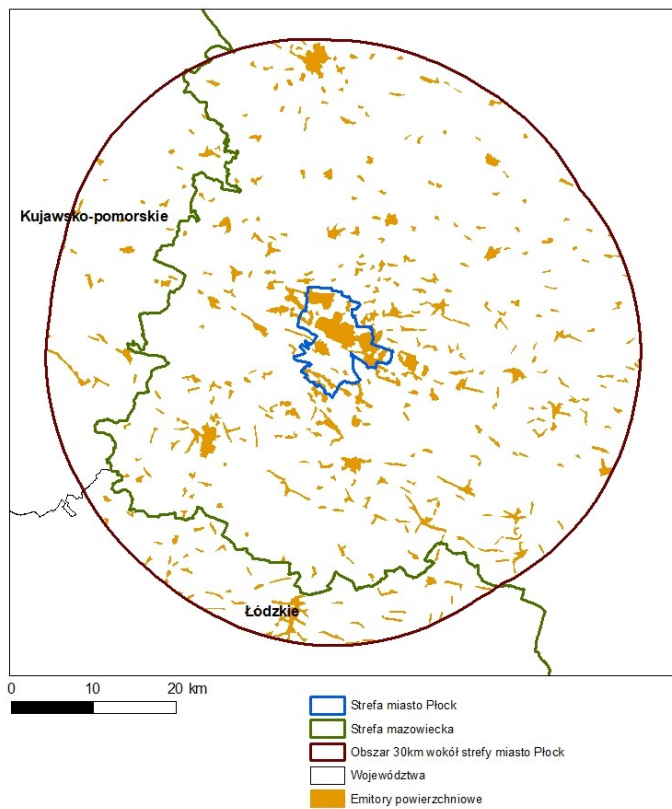 Kujawsko-pomorskie
Łódzkie
0 10 20 km
Strefa miasto Płock
Strefa mazowiecka
Obszar 30km wokół strefy miasto Płock
Województwa
Emitory powierzchniowe